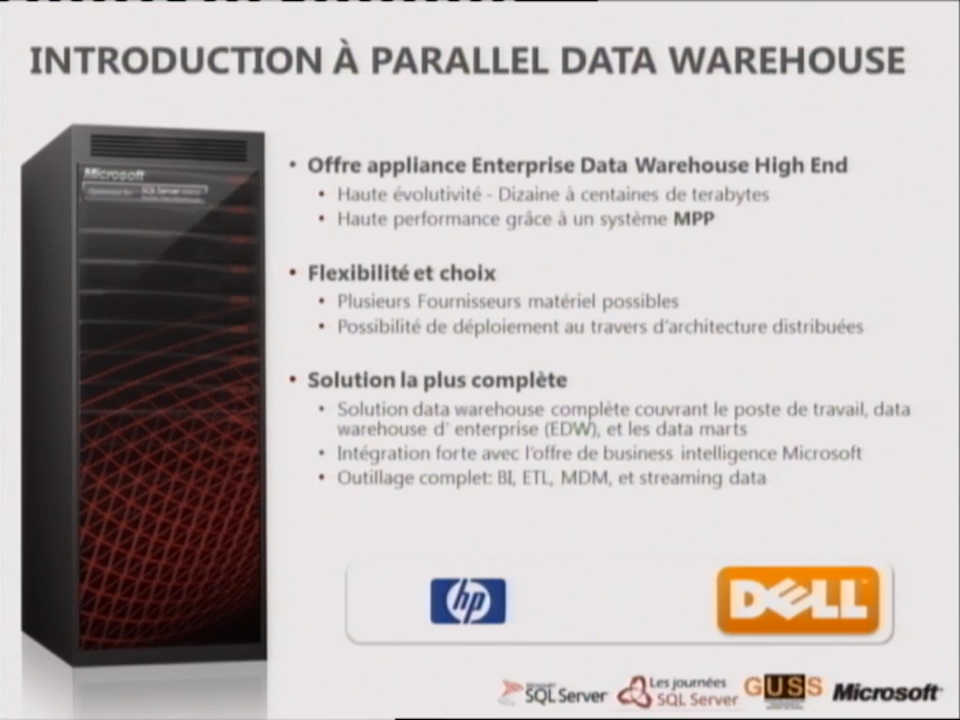 INTRODUCTION À PARALLEL DATA WAREHOUSE
Microsoft
SQL Server
• Offre appliance Enterprise Data Warehouse High End
• Haute évolutivité - Dizaine à centaines de terabytes
• Haute performance grâce à un système MPP
• Flexibilité et choix
• Plusieurs Fournisseurs matériel possibles
• Possibilité de déploiement au travers d'architecture distribuées
• Solution la plus complète
• Solution data warehouse complète couvrant le poste de travail, data
warehouse d' enterprise (EDW), et les data marts
• Intégration forte avec l'offre de business intelligence Microsoft
• Outillage complet: BI, ETL, MDM, et streaming data
hp
DELL
Microsoft
SQL Server
Les journées
SQL Server
GUSS
Microsoft